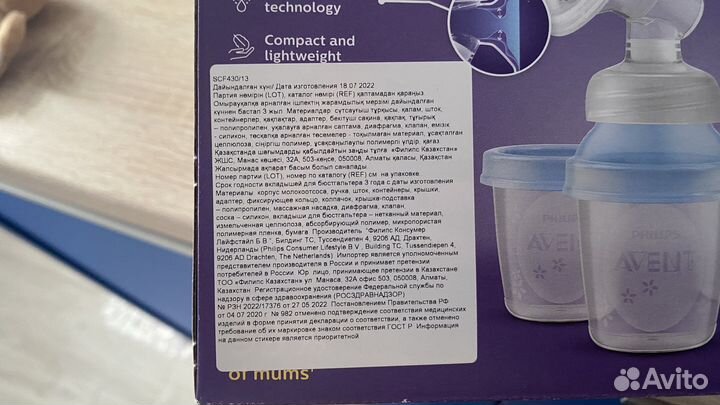 technology
Compact and
lightweight
SCF430/13
Дайындалған күні/ Дата изготовления 18.07.2022
Партия нөмірін (LOT), каталог нөмірі (REF) қаптамадан қараңыз
Омырауқапқа арналған ішпектің жарамдылық мерзімі дайындалған
күннен бастап 3 жыл. Материалдар: сүтсауғыш тұрқысы, қалам, шток,
контейнерлер, қақпақтар, адаптер, бекітуш сақина, қақпақ, тұғырық
– полипропилен, уқалауға арналған саптама, диафрагма, клапан, емізік
- силикон, төсқапқа арналған төсемелер - тоқылмаған материал, ұсақталған
целлюлоза, сіңіргіш полимер, ұсақсаңылаулы полимерлі үлдір, қағаз.
Қазақстанда шағымдарды қабылдайтын заңды тұлға «Филипс Казахстан»
ЖШС, Манас көшесі, 32А, 503-кеңсе, 050008, Алматы қаласы, Қазақстан
Жапсырмада ақпарат басым болып саналады.
Номер партии (LOT), номер по каталогу (REF) см. на упаковке.
Срок годности вкладышей для бюстгальтера 3 года с даты изготовления
Материалы: корпус молокоотсоса, ручка, шток, контейнеры, крышки,
адаптер, фиксирующее кольцо, колпачок, крышка-подставка
– полипропилен, массажная насадка, диафрагма, клапан,
соска – силикон, вкладыши для бюстгальтера – нетканный материал,
измельченная целлюлоза, абсорбирующий полимер, микропористая
полимерная пленка, бумага. Производитель: "Филипс Консумер
Лайфстайл Б.В.", Билдинг ТС, Туссендиепен 4, 9206 АД, Драхтен,
Нидерланды (Philips Consumer Lifestyle B.V., Building TC, Tussendiepen 4,
9206 AD Drachten, The Netherlands). Импортер является уполномоченным
представителем производителя в России и принимает претензии
потребителей в России. Юр. лицо, принимающее претензии в Казахстане
ТОО «Филипс Казахстан» ул. Манаса, 32А офис 503, 050008, Алматы,
Казахстан. Регистрационное удостоверение Федеральной службы по
надзору в сфере здравоохранения (РОСЗДРАВНАДЗОР)
№ РЗН 2022/17376 от 27.05.2022. Постановлением Правительства РФ
от 04.07.2020 г. № 982 отменено подтверждение соответствия медицинских
изделий в форме принятия декларации о соответствии, а также отменено
требование об их маркировке знаком соответствия ГОСТ Р. Информация
на данном стикере является приоритетной
of mums
PHILIPS
AVENT
PHILIPS
AVENT
Avito